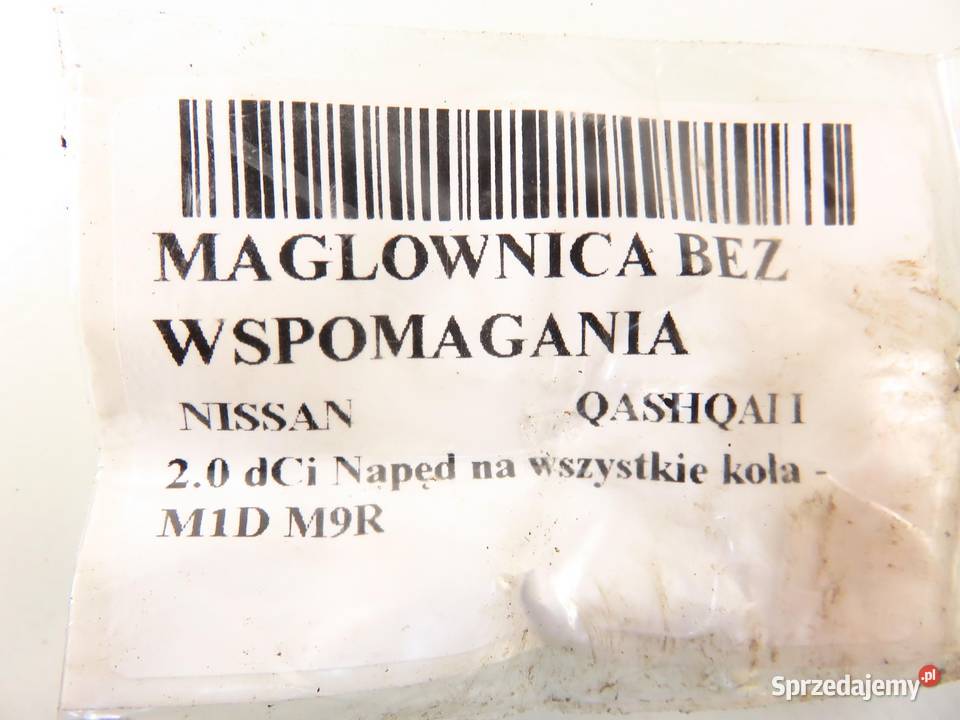 MAGLOWNICA BEZ
WSPOMAGANIA
NISSAN QASHQAI I
2.0 dCi Napęd na wszystkie koła -
M1D M9R
Sprzedajemy.pl